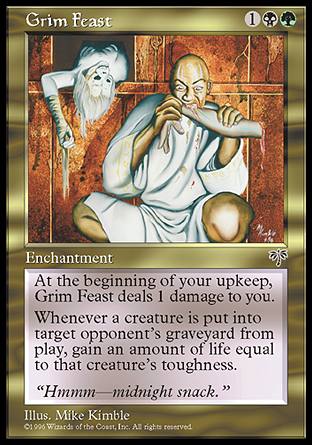 Grim Feast 1
Enchantment
At the beginning of your upkeep,
Grim Feast deals 1 damage to you.
Whenever a creature is put into
target opponent's graveyard from
play, gain an amount of life equal
to that creature's toughness.
“Hmmm—midnight snack.”
Illus. Mike Kimble
©1996 Wizards of the Coast, Inc. All rights reserved.